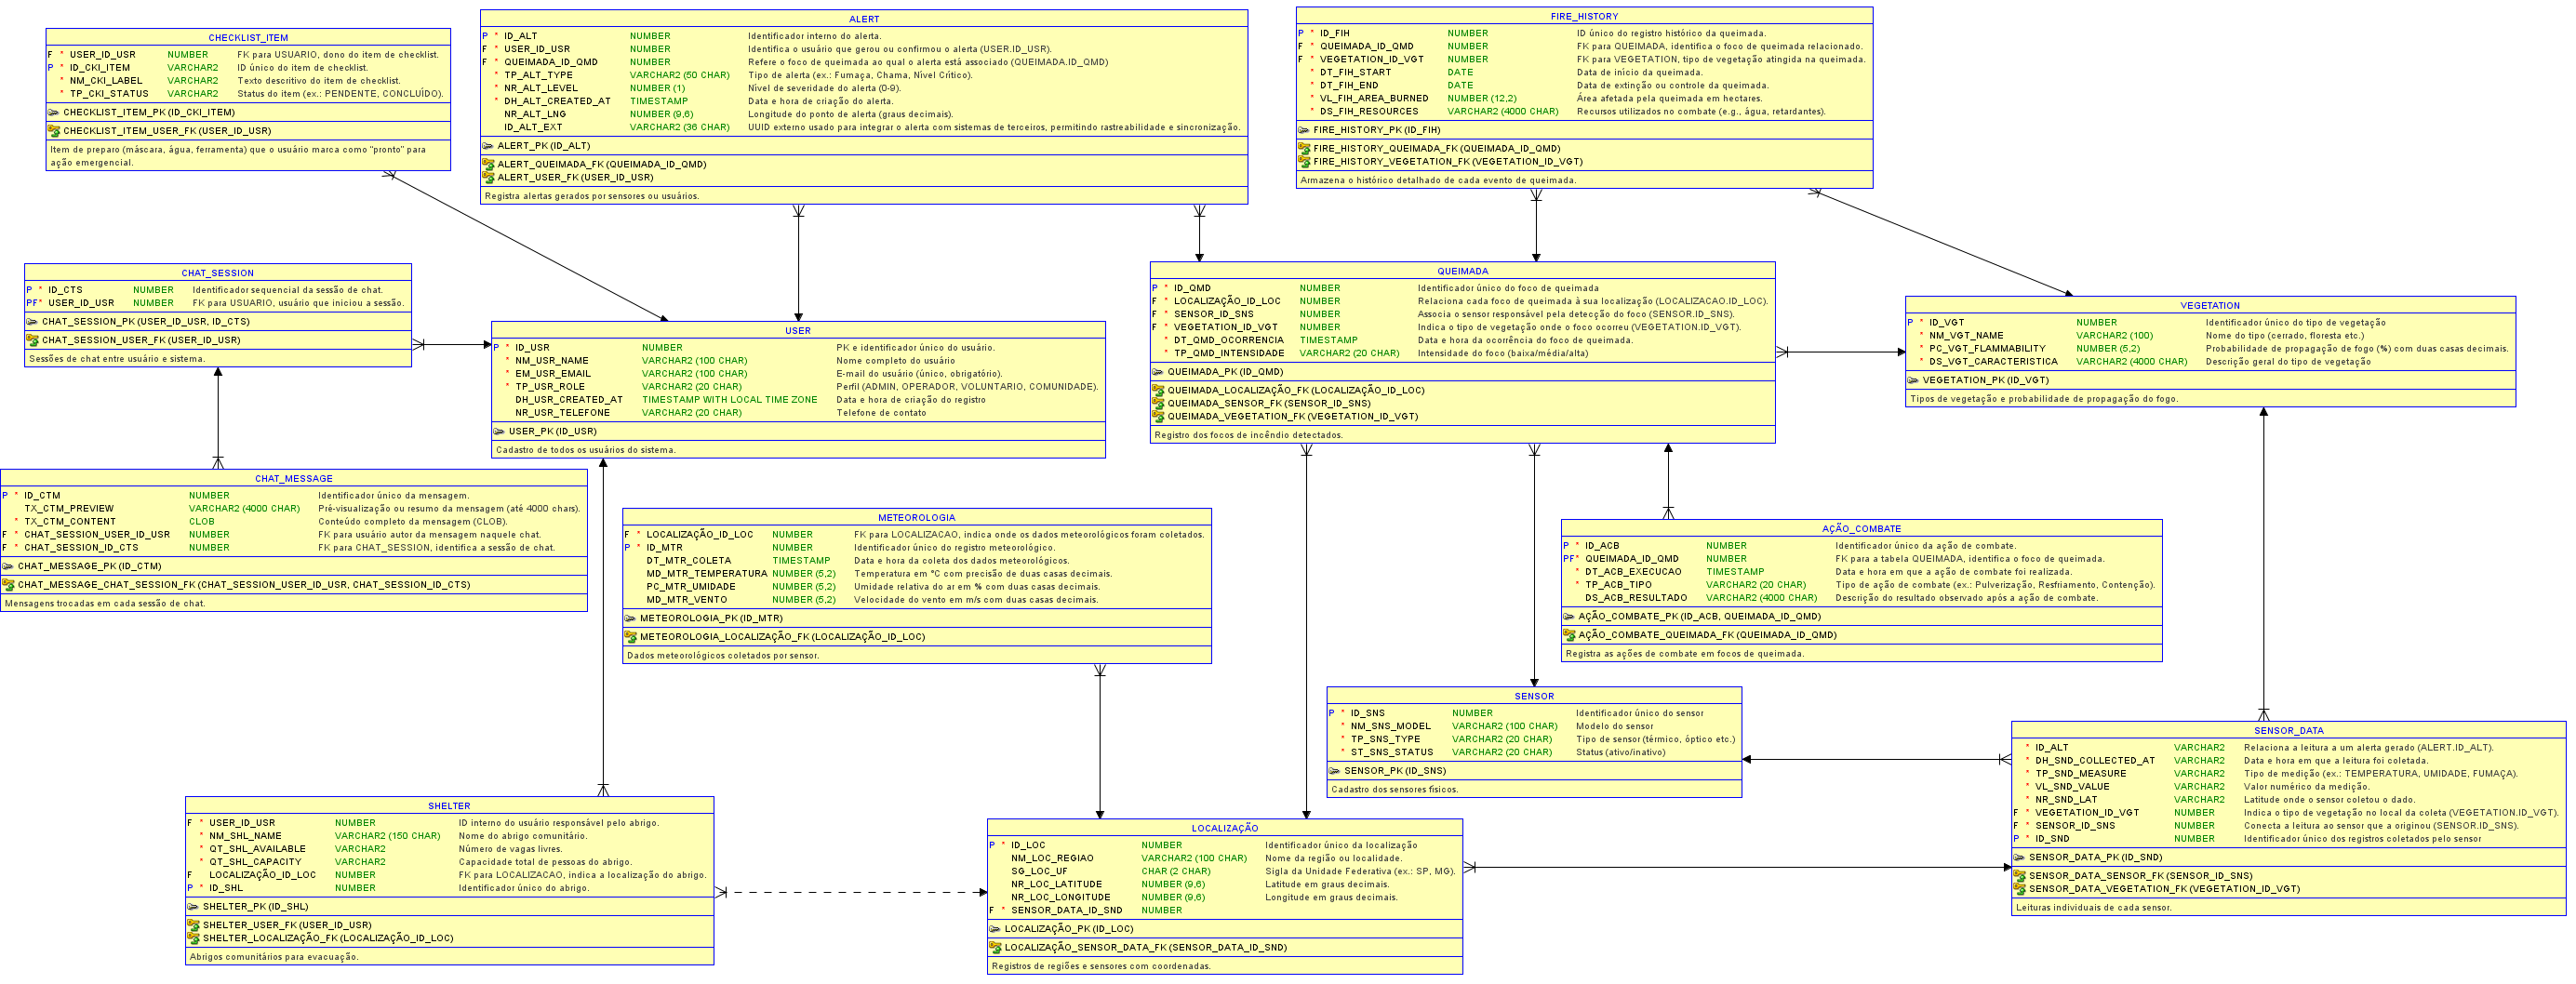 CHECKLIST_ITEM
F * USER_ID_USR NUMBER FK para USUARIO, dono do item de checklist.
P * ID_CKI_ITEM VARCHAR2 ID único do item de checklist.
* NM_CKI_LABEL VARCHAR2 Texto descritivo do item de checklist.
* TP_CKI_STATUS VARCHAR2 Status do item (ex.: PENDENTE, CONCLUÍDO).
CHECKLIST_ITEM_PK (ID_CKI_ITEM)
CHECKLIST_ITEM_USER_FK (USER_ID_USR)
Item de preparo (máscara, água, ferramenta) que o usuário marca como "pronto" para
ação emergencial.
ALERT
P * ID_ALT NUMBER Identificador interno do alerta.
F * USER_ID_USR NUMBER Identifica o usuário que gerou ou confirmou o alerta (USER.ID_USR).
F * QUEIMADA_ID_QMD NUMBER Refere o foco de queimada ao qual o alerta está associado (QUEIMADA.ID_QMD)
* TP_ALT_TYPE VARCHAR2 (50 CHAR) Tipo de alerta (ex.: Fumaça, Chama, Nível Crítico).
* NR_ALT_LEVEL NUMBER (1) Nível de severidade do alerta (0-9).
* DH_ALT_CREATED_AT TIMESTAMP Data e hora de criação do alerta.
NR_ALT_LNG NUMBER (9,6) Longitude do ponto de alerta (graus decimais).
ID_ALT_EXT VARCHAR2 (36 CHAR) UUID externo usado para integrar o alerta com sistemas de terceiros, permitindo rastreabilidade e sincronização.
ALERT_PK (ID_ALT)
ALERT_QUEIMADA_FK (QUEIMADA_ID_QMD)
ALERT_USER_FK (USER_ID_USR)
Registra alertas gerados por sensores ou usuários.
FIRE_HISTORY
P * ID_FIH NUMBER ID único do registro histórico da queimada.
F * QUEIMADA_ID_QMD NUMBER FK para QUEIMADA, identifica o foco de queimada relacionado.
F * VEGETATION_ID_VGT NUMBER FK para VEGETATION, tipo de vegetação atingida na queimada.
* DT_FIH_START DATE Data de início da queimada.
* DT_FIH_END DATE Data de extinção ou controle da queimada.
* VL_FIH_AREA_BURNED NUMBER (12,2) Área afetada pela queimada em hectares.
* DS_FIH_RESOURCES VARCHAR2 (4000 CHAR) Recursos utilizados no combate (e.g., água, retardantes).
FIRE_HISTORY_PK (ID_FIH)
FIRE_HISTORY_QUEIMADA_FK (QUEIMADA_ID_QMD)
FIRE_HISTORY_VEGETATION_FK (VEGETATION_ID_VGT)
Armazena o histórico detalhado de cada evento de queimada.
CHAT_SESSION
P * ID_CTS NUMBER Identificador sequencial da sessão de chat.
PF* USER_ID_USR NUMBER FK para USUARIO, usuário que iniciou a sessão.
CHAT_SESSION_PK (USER_ID_USR, ID_CTS)
CHAT_SESSION_USER_FK (USER_ID_USR)
Sessões de chat entre usuário e sistema.
USER
P * ID_USR NUMBER PK e identificador único do usuário.
* NM_USR_NAME VARCHAR2 (100 CHAR) Nome completo do usuário
* EM_USR_EMAIL VARCHAR2 (100 CHAR) E-mail do usuário (único, obrigatório).
* TP_USR_ROLE VARCHAR2 (20 CHAR) Perfil (ADMIN, OPERADOR, VOLUNTARIO, COMUNIDADE).
DH_USR_CREATED_AT TIMESTAMP WITH LOCAL TIME ZONE Data e hora de criação do registro
NR_USR_TELEFONE VARCHAR2 (20 CHAR) Telefone de contato
USER_PK (ID_USR)
Cadastro de todos os usuários do sistema.
QUEIMADA
P * ID_QMD NUMBER Identificador único do foco de queimada
F * LOCALIZAÇÃO_ID_LOC NUMBER Relaciona cada foco de queimada à sua localização (LOCALIZACAO.ID_LOC).
F * SENSOR_ID_SNS NUMBER Associa o sensor responsável pela detecção do foco (SENSOR.ID_SNS).
F * VEGETATION_ID_VGT NUMBER Indica o tipo de vegetação onde o foco ocorreu (VEGETATION.ID_VGT).
* DT_QMD_OCORRENCIA TIMESTAMP Data e hora da ocorrência do foco de queimada.
* TP_QMD_INTENSIDADE VARCHAR2 (20 CHAR) Intensidade do foco (baixa/média/alta)
QUEIMADA_PK (ID_QMD)
QUEIMADA_LOCALIZAÇÃO_FK (LOCALIZAÇÃO_ID_LOC)
QUEIMADA_SENSOR_FK (SENSOR_ID_SNS)
QUEIMADA_VEGETATION_FK (VEGETATION_ID_VGT)
Registro dos focos de incêndio detectados.
VEGETATION
P * ID_VGT NUMBER Identificador único do tipo de vegetação
* NM_VGT_NAME VARCHAR2 (100) Nome do tipo (cerrado, floresta etc.)
* PC_VGT_FLAMMABILITY NUMBER (5,2) Probabilidade de propagação de fogo (%) com duas casas decimais.
* DS_VGT_CARACTERISTICA VARCHAR2 (4000 CHAR) Descrição geral do tipo de vegetação
VEGETATION_PK (ID_VGT)
Tipos de vegetação e probabilidade de propagação do fogo.
CHAT_MESSAGE
P * ID_CTM NUMBER Identificador único da mensagem.
TX_CTM_PREVIEW VARCHAR2 (4000 CHAR) Pré-visualização ou resumo da mensagem (até 4000 chars).
* TX_CTM_CONTENT CLOB Conteúdo completo da mensagem (CLOB).
F * CHAT_SESSION_USER_ID_USR NUMBER FK para usuário autor da mensagem naquele chat.
F * CHAT_SESSION_ID_CTS NUMBER FK para CHAT_SESSION, identifica a sessão de chat.
CHAT_MESSAGE_PK (ID_CTM)
CHAT_MESSAGE_CHAT_SESSION_FK (CHAT_SESSION_USER_ID_USR, CHAT_SESSION_ID_CTS)
Mensagens trocadas em cada sessão de chat.
METEOROLOGIA
F * LOCALIZAÇÃO_ID_LOC NUMBER FK para LOCALIZACAO, indica onde os dados meteorológicos foram coletados.
P * ID_MTR NUMBER Identificador único do registro meteorológico.
DT_MTR_COLETA TIMESTAMP Data e hora da coleta dos dados meteorológicos.
MD_MTR_TEMPERATURA NUMBER (5,2) Temperatura em °C com precisão de duas casas decimais.
PC_MTR_UMIDADE NUMBER (5,2) Umidade relativa do ar em % com duas casas decimais.
MD_MTR_VENTO NUMBER (5,2) Velocidade do vento em m/s com duas casas decimais.
METEOROLOGIA_PK (ID_MTR)
METEOROLOGIA_LOCALIZAÇÃO_FK (LOCALIZAÇÃO_ID_LOC)
Dados meteorológicos coletados por sensor.
AÇÃO_COMBATE
P * ID_ACB NUMBER Identificador único da ação de combate.
PF* QUEIMADA_ID_QMD NUMBER FK para a tabela QUEIMADA, identifica o foco de queimada.
* DT_ACB_EXECUCAO TIMESTAMP Data e hora em que a ação de combate foi realizada.
* TP_ACB_TIPO VARCHAR2 (20 CHAR) Tipo de ação de combate (ex.: Pulverização, Resfriamento, Contenção).
DS_ACB_RESULTADO VARCHAR2 (4000 CHAR) Descrição do resultado observado após a ação de combate.
AÇÃO_COMBATE_PK (ID_ACB, QUEIMADA_ID_QMD)
AÇÃO_COMBATE_QUEIMADA_FK (QUEIMADA_ID_QMD)
Registra as ações de combate em focos de queimada.
SENSOR
P * ID_SNS NUMBER Identificador único do sensor
* NM_SNS_MODEL VARCHAR2 (100 CHAR) Modelo do sensor
* TP_SNS_TYPE VARCHAR2 (20 CHAR) Tipo de sensor (térmico, óptico etc.)
* ST_SNS_STATUS VARCHAR2 (20 CHAR) Status (ativo/inativo)
SENSOR_PK (ID_SNS)
Cadastro dos sensores físicos.
SENSOR_DATA
* ID_ALT VARCHAR2 Relaciona a leitura a um alerta gerado (ALERT.ID_ALT).
* DH_SND_COLLECTED_AT VARCHAR2 Data e hora em que a leitura foi coletada.
* TP_SND_MEASURE VARCHAR2 Tipo de medição (ex.: TEMPERATURA, UMIDADE, FUMAÇA).
* VL_SND_VALUE VARCHAR2 Valor numérico da medição.
* NR_SND_LAT VARCHAR2 Latitude onde o sensor coletou o dado.
F * VEGETATION_ID_VGT NUMBER Indica o tipo de vegetação no local da coleta (VEGETATION.ID_VGT).
F * SENSOR_ID_SNS NUMBER Conecta a leitura ao sensor que a originou (SENSOR.ID_SNS).
P * ID_SND NUMBER Identificador único dos registros coletados pelo sensor
SENSOR_DATA_PK (ID_SND)
SENSOR_DATA_SENSOR_FK (SENSOR_ID_SNS)
SENSOR_DATA_VEGETATION_FK (VEGETATION_ID_VGT)
Leituras individuais de cada sensor.
SHELTER
F * USER_ID_USR NUMBER ID interno do usuário responsável pelo abrigo.
* NM_SHL_NAME VARCHAR2 (150 CHAR) Nome do abrigo comunitário.
* QT_SHL_AVAILABLE VARCHAR2 Número de vagas livres.
* QT_SHL_CAPACITY VARCHAR2 Capacidade total de pessoas do abrigo.
F LOCALIZAÇÃO_ID_LOC NUMBER FK para LOCALIZACAO, indica a localização do abrigo.
P * ID_SHL NUMBER Identificador único do abrigo.
SHELTER_PK (ID_SHL)
SHELTER_USER_FK (USER_ID_USR)
SHELTER_LOCALIZAÇÃO_FK (LOCALIZAÇÃO_ID_LOC)
Abrigos comunitários para evacuação.
LOCALIZAÇÃO
P * ID_LOC NUMBER Identificador único da localização
NM_LOC_REGIAO VARCHAR2 (100 CHAR) Nome da região ou localidade.
SG_LOC_UF CHAR (2 CHAR) Sigla da Unidade Federativa (ex.: SP, MG).
NR_LOC_LATITUDE NUMBER (9,6) Latitude em graus decimais.
NR_LOC_LONGITUDE NUMBER (9,6) Longitude em graus decimais.
F * SENSOR_DATA_ID_SND NUMBER
LOCALIZAÇÃO_PK (ID_LOC)
LOCALIZAÇÃO_SENSOR_DATA_FK (SENSOR_DATA_ID_SND)
Registros de regiões e sensores com coordenadas.